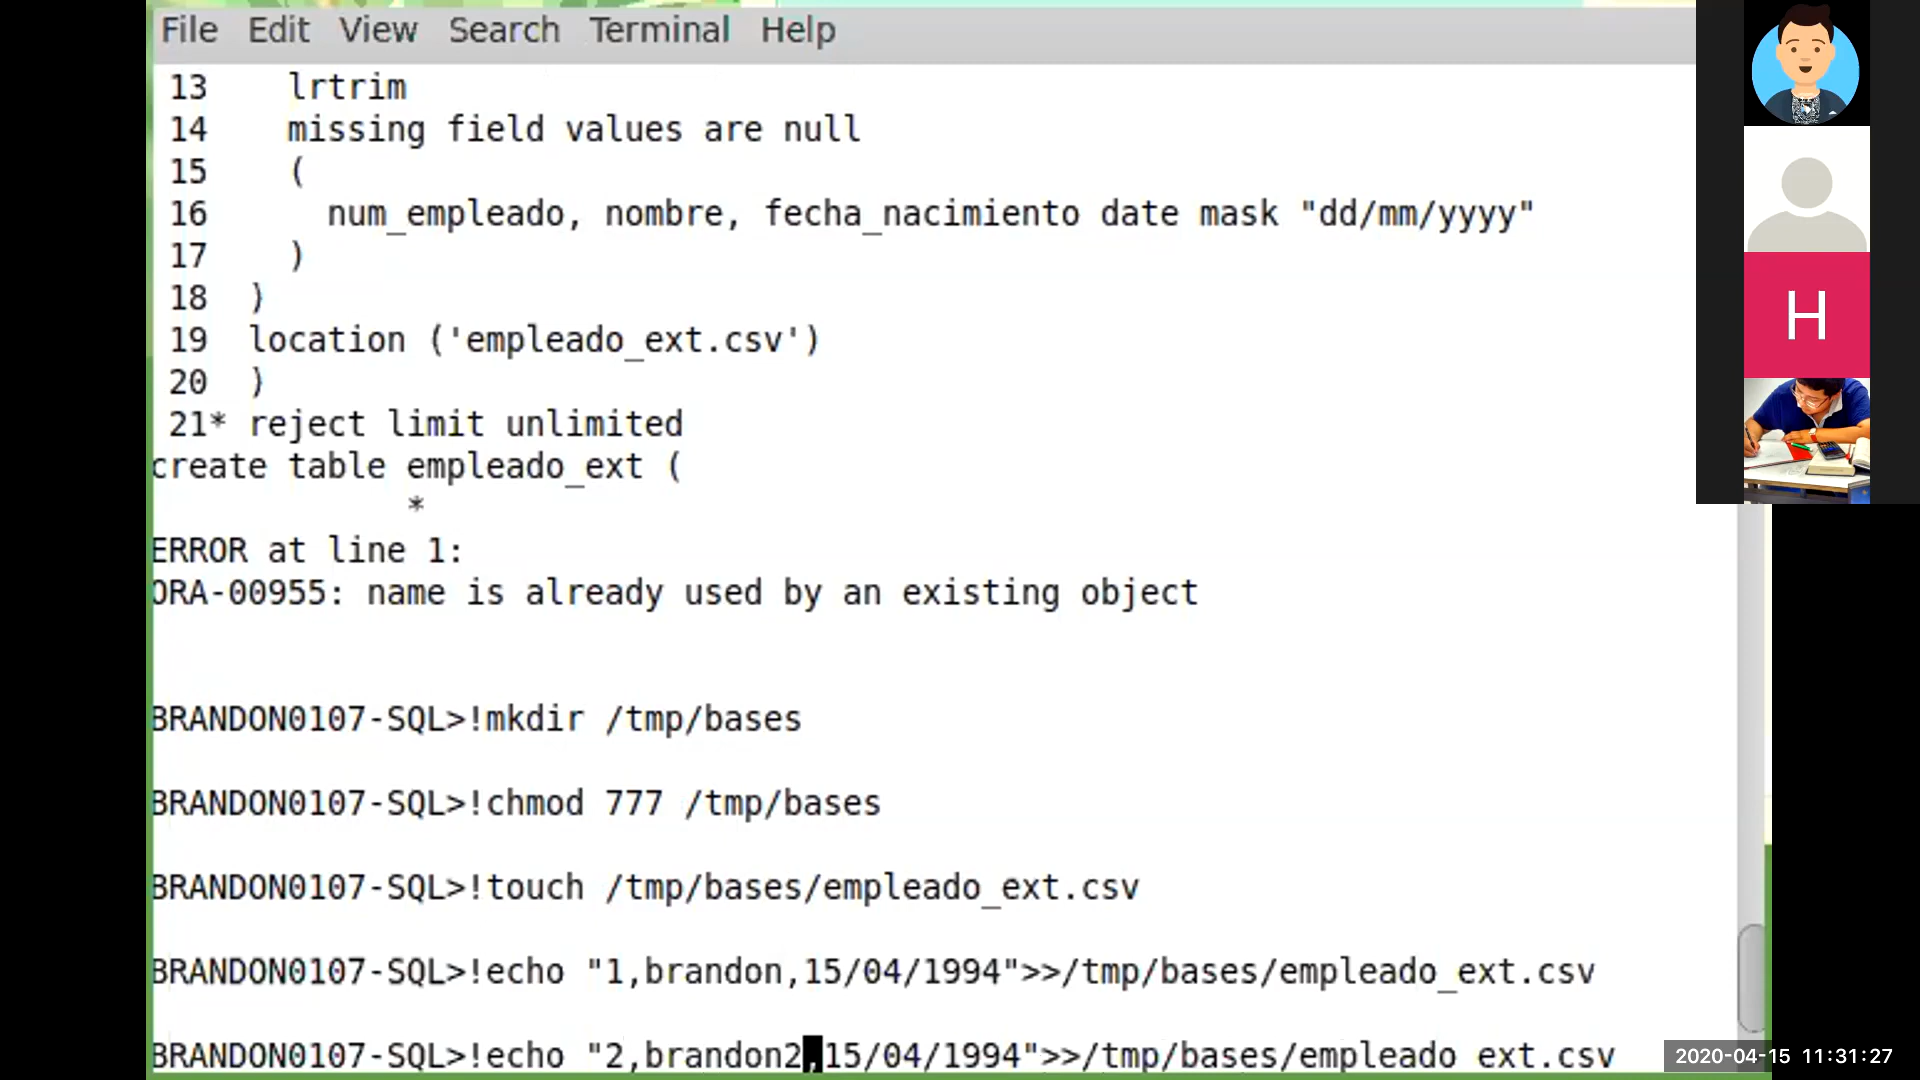 File Edit View Search Terminal Help
13 lrtrim
14 missing field values are null
15 (
16 num_empleado, nombre, fecha_nacimiento date mask "dd/mm/yyyy"
17 )
18 )
19 location ('empleado_ext.csv')
20 )
21* reject limit unlimited
create table empleado_ext (
*
ERROR at line 1:
ORA-00955: name is already used by an existing object
BRANDON0107-SQL>!mkdir /tmp/bases
BRANDON0107-SQL>!chmod 777 /tmp/bases
BRANDON0107-SQL>!touch /tmp/bases/empleado_ext.csv
BRANDON0107-SQL>!echo "1,brandon,15/04/1994">>/tmp/bases/empleado_ext.csv
BRANDON0107-SQL>!echo "2,brandon2,15/04/1994">>/tmp/bases/empleado_ext.csv
H
2020-04-15 11:31:27